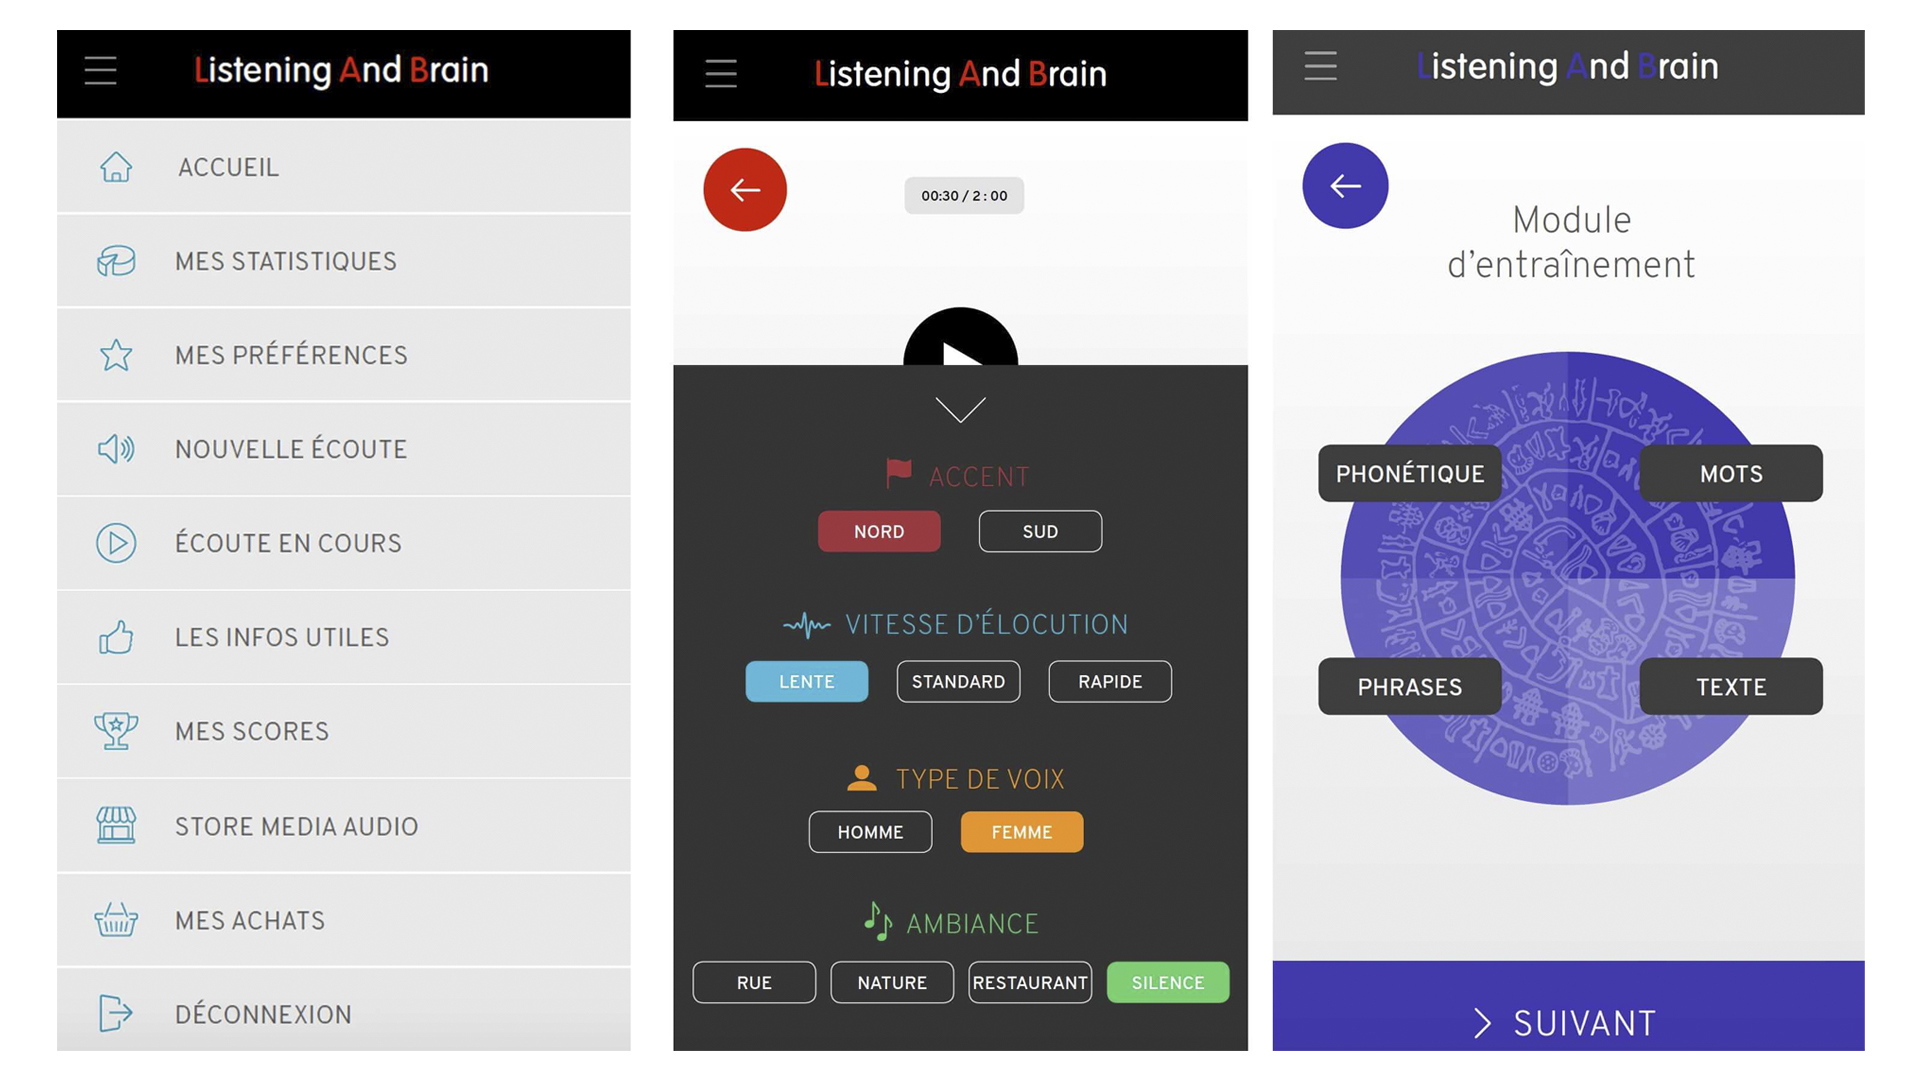 Listening And Brain
ACCUEIL
MES STATISTIQUES
MES PRÉFÉRENCES
NOUVELLE ÉCOUTE
ÉCOUTE EN COURS
LES INFOS UTILES
MES SCORES
STORE MEDIA AUDIO
MES ACHATS
DÉCONNEXION
Listening And Brain
00:30 / 2 : 00
ACCENT
NORD SUD
VITESSE D'ÉLOCUTION
LENTE STANDARD RAPIDE
TYPE DE VOIX
HOMME FEMME
AMBIANCE
RUE NATURE RESTAURANT SILENCE
Listening And Brain
Module
d'entraînement
PHONÉTIQUE MOTS
PHRASES TEXTE
SUIVANT